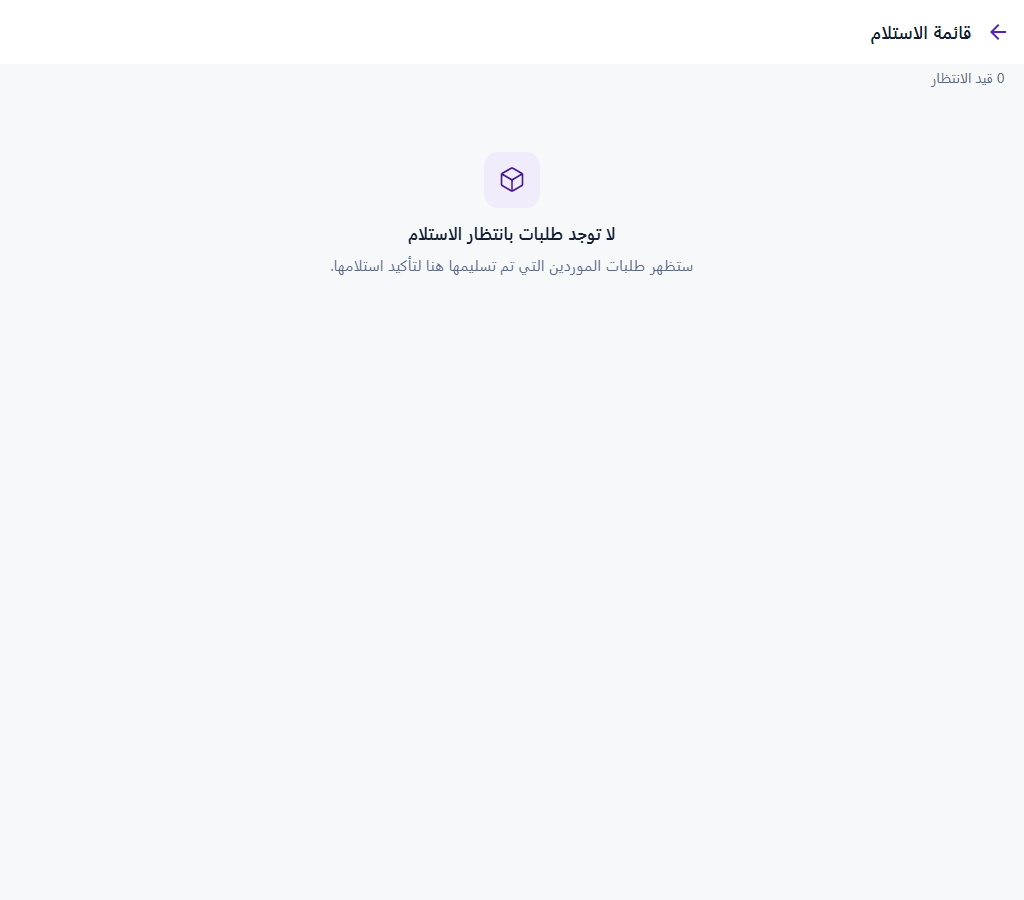 قائمة الاستلام
0 قيد الانتظار
لا توجد طلبات بانتظار الاستلام
ستظهر طلبات الموردين التي تم تسليمها هنا لتأكيد استلامها.